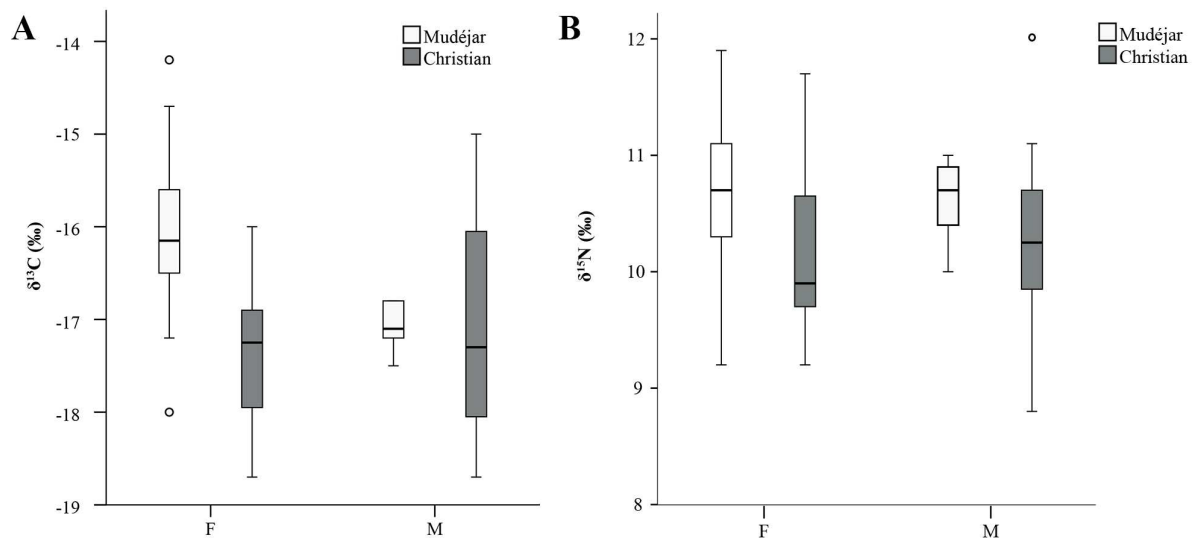 A
Mudéjar
Christian
δ¹³C (‰)
-14
-15
-16
-17
-18
-19
F
M
B
Mudéjar
Christian
δ¹⁵N (‰)
12
11
10
9
8
F
M